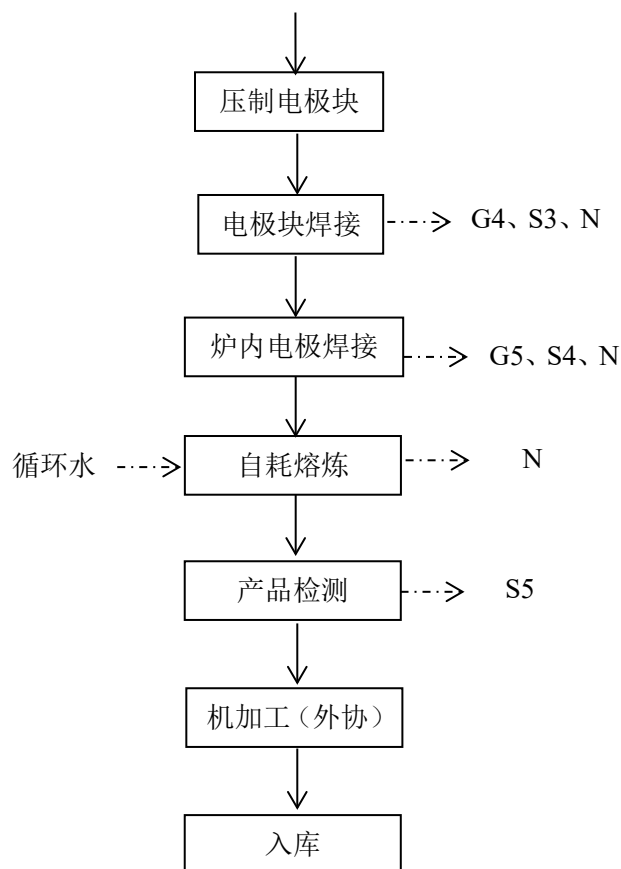 压制电极块
电极块焊接
G4、S3、N
炉内电极焊接
G5、S4、N
循环水
自耗熔炼
N
产品检测
S5
机加工（外协）
入库